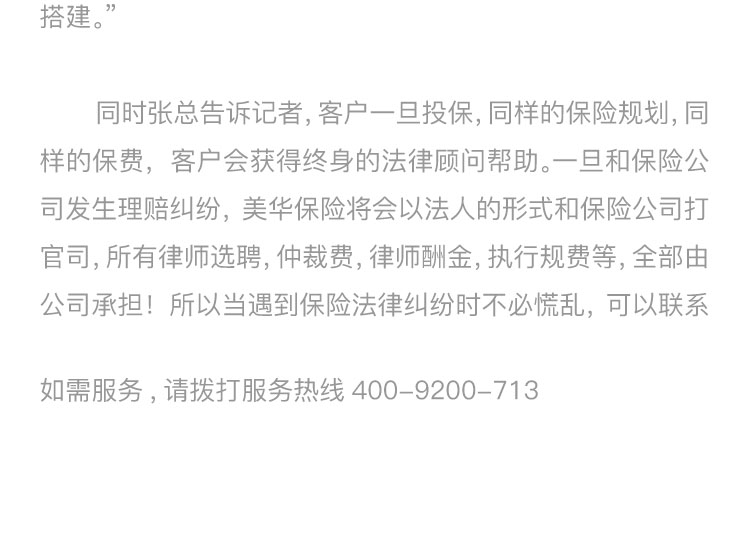 搭建。”
同时张总告诉记者, 客户一旦投保, 同样的保险规划, 同
样的保费, 客户会获得终身的法律顾问帮助。一旦和保险公
司发生理赔纠纷, 美华保险将会以法人的形式和保险公司打
官司, 所有律师选聘, 仲裁费, 律师酬金, 执行规费等, 全部由
公司承担! 所以当遇到保险法律纠纷时不必慌乱, 可以联系
如需服务 , 请拨打服务热线 400-9200-713